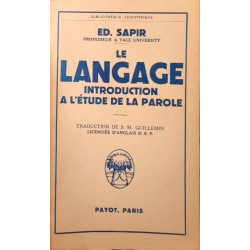 BIBLIOTHÈQUE SCIENTIFIQUE
ED. SAPIR
PROFESSEUR A YALE UNIVERSITY
LE
LANGAGE
INTRODUCTION
A L'ÉTUDE DE LA PAROLE
TRADUCTION DE S. M. GUILLEMIN
LICENCIÉE D'ANGLAIS
PAYOT, PARIS